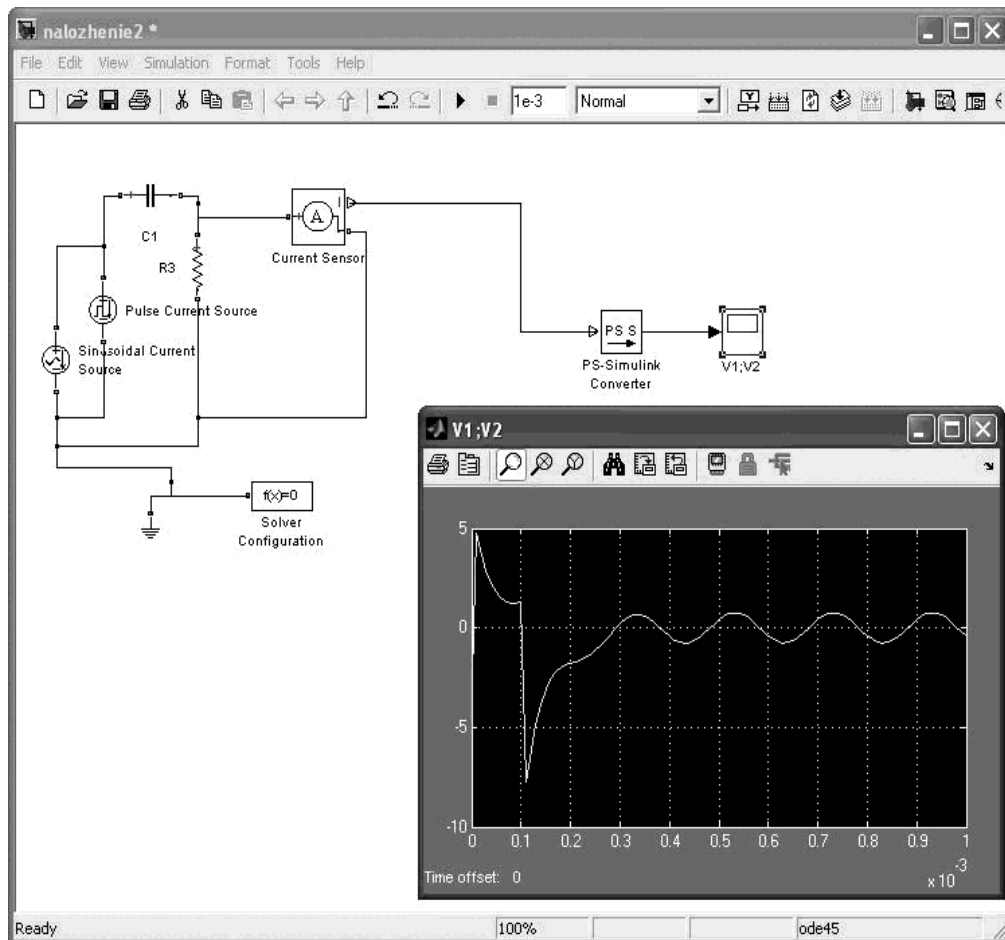 nalozhenie2 *
File Edit View Simulation Format Tools Help
1e-3 Normal
C1
R3
A
I
Current Sensor
Pulse Current Source
Sinusoidal Current
Source
PS S
PS-Simulink
Converter
V1;V2
f(x)=0
Solver
Configuration
V1;V2
5
0
-5
-10
0 0.1 0.2 0.3 0.4 0.5 0.6 0.7 0.8 0.9 1
x 10
-3
Time offset: 0
Ready 100% ode45